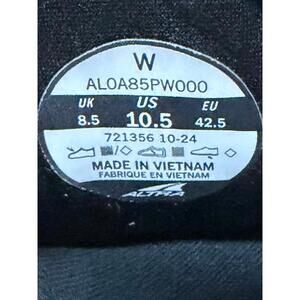 W
AL0A85PW000
UK US EU
8.5 10.5 42.5
721356 10-24
MADE IN VIETNAM
FABRIQUE EN VIETNAM
ALTRA